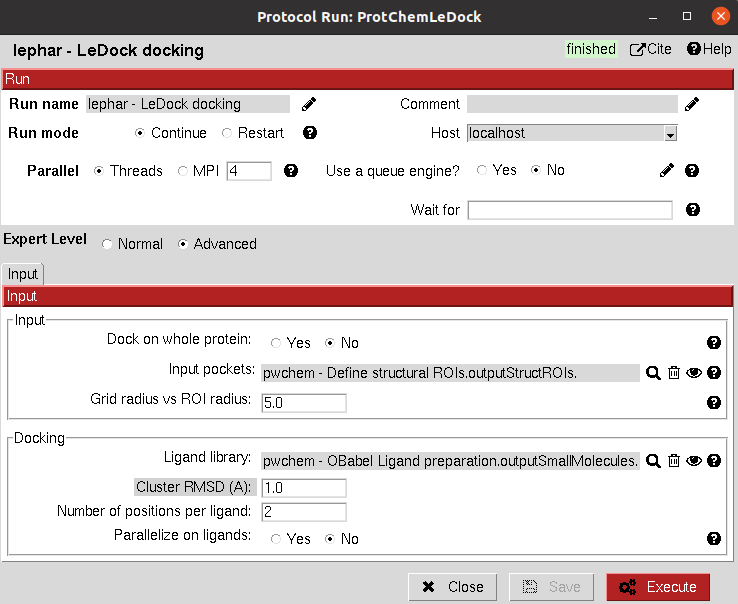 Protocol Run: ProtChemLeDock
lephar - LeDock docking finished Cite Help
Run
Run name lephar - LeDock docking Comment
Run mode Continue Restart Host localhost
Parallel Threads MPI 4 Use a queue engine? Yes No
Wait for
Expert Level Normal Advanced
Input
Input
Input
Dock on whole protein: Yes No
Input pockets: pwchem - Define structural ROIs.outputStructROIs.
Grid radius vs ROI radius: 5.0
Docking
Ligand library: pwchem - OBabel Ligand preparation.outputSmallMolecules.
Cluster RMSD (A): 1.0
Number of positions per ligand: 2
Parallelize on ligands: Yes No
Close Save Execute